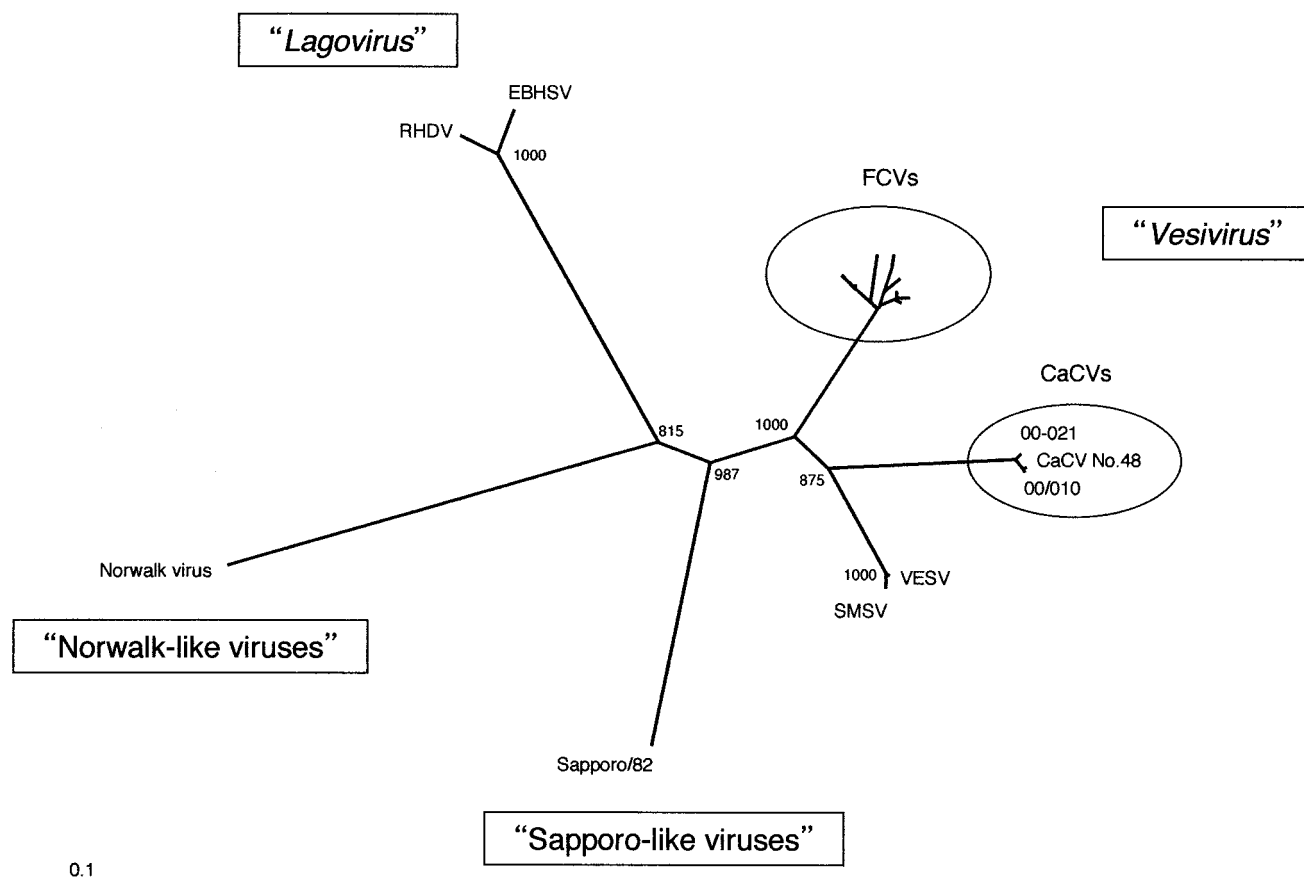 “Lagovirus”
EBHSV
RHDV
1000
FCVs
“Vesivirus”
CaCVs
815
1000
00-021
987
875
CaCV No.48
00/010
Norwalk virus
1000
VESV
SMSV
“Norwalk-like viruses”
Sapporo/82
“Sapporo-like viruses”
0.1